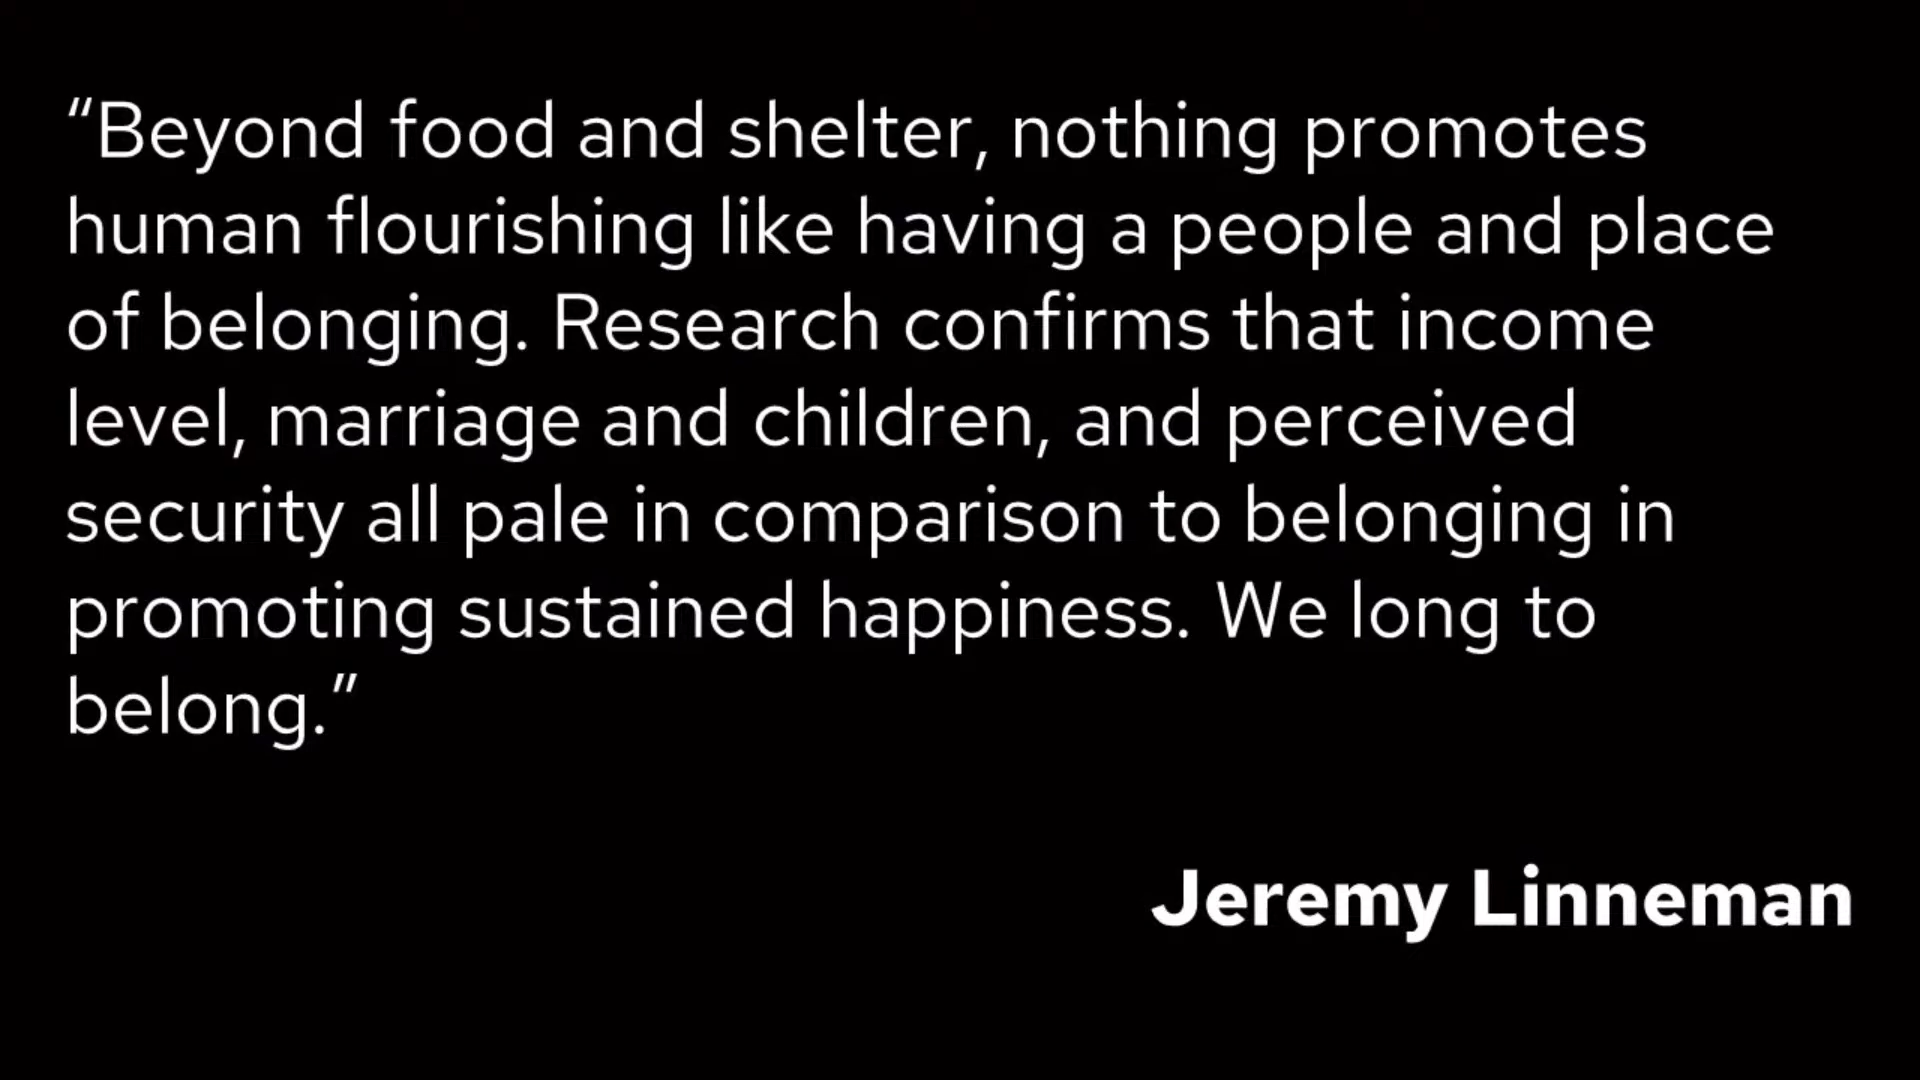 “Beyond food and shelter, nothing promotes
human flourishing like having a people and place
of belonging. Research confirms that income
level, marriage and children, and perceived
security all pale in comparison to belonging in
promoting sustained happiness. We long to
belong.”
Jeremy Linneman